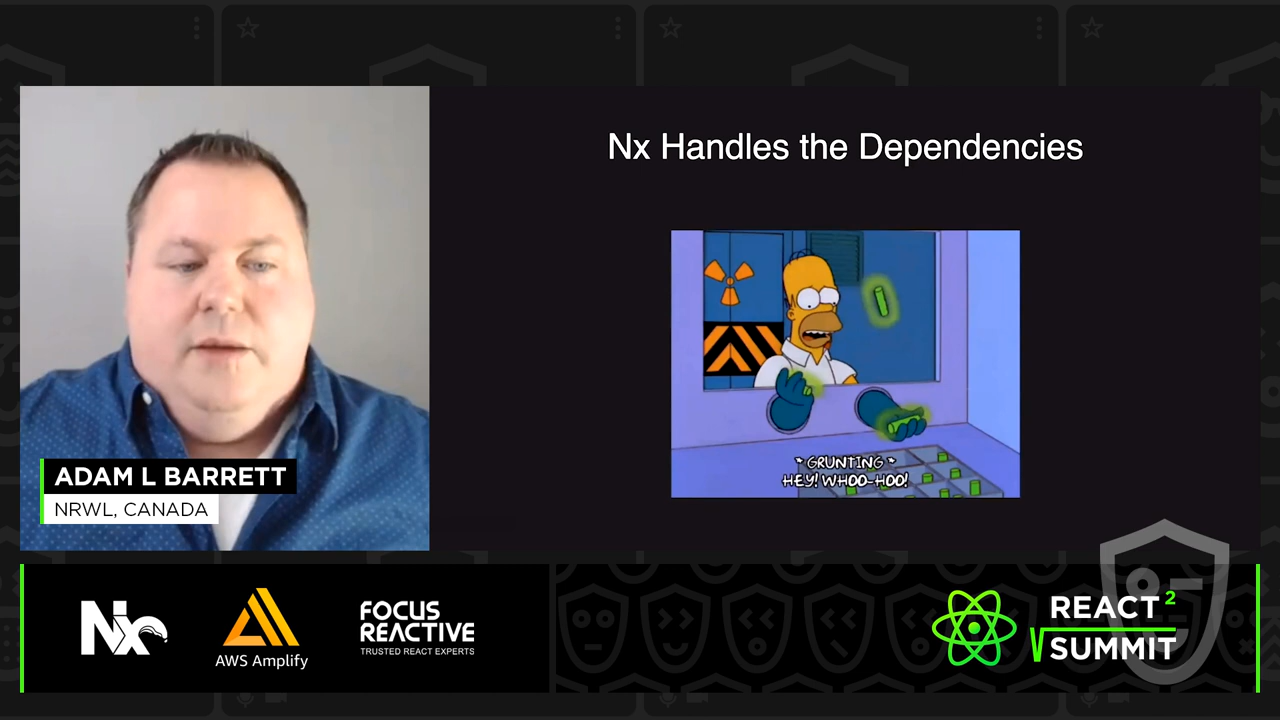 Nx Handles the Dependencies
* GRUNTING *
HEY! WHOO-HOO!
ADAM L BARRETT
NRWL, CANADA
Nx
AWS Amplify
FOCUS
REACTIVE
TRUSTED REACT EXPERTS
REACT 2
SUMMIT